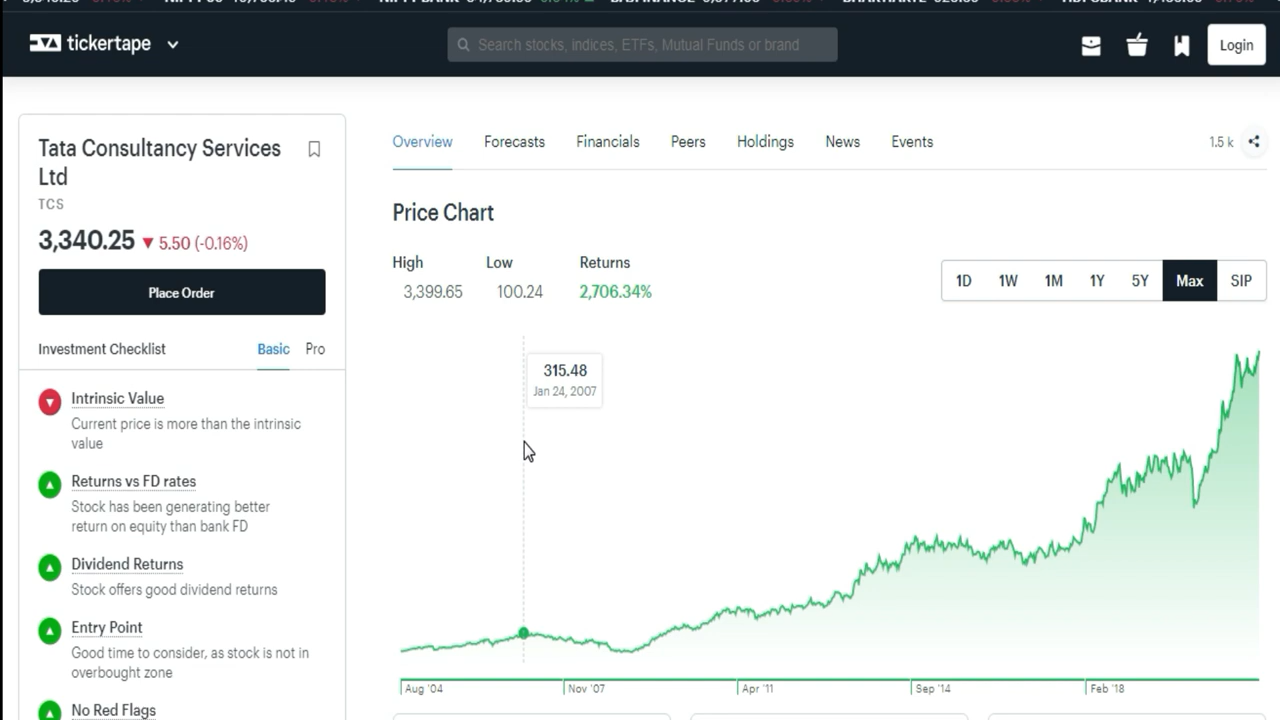 tickertape
Search stocks, indices, ETFs, Mutual Funds or brand
Login
Tata Consultancy Services
Ltd
TCS
3,340.25 ▼ 5.50 (-0.16%)
Place Order
Investment Checklist Basic Pro
Intrinsic Value
Current price is more than the intrinsic
value
Returns vs FD rates
Stock has been generating better
return on equity than bank FD
Dividend Returns
Stock offers good dividend returns
Entry Point
Good time to consider, as stock is not in
overbought zone
No Red Flags
Overview Forecasts Financials Peers Holdings News Events 1.5 k
Price Chart
High Low Returns
3,399.65 100.24 2,706.34%
1D 1W 1M 1Y 5Y Max SIP
315.48
Jan 24, 2007
Aug '04 Nov '07 Apr '11 Sep '14 Feb '18